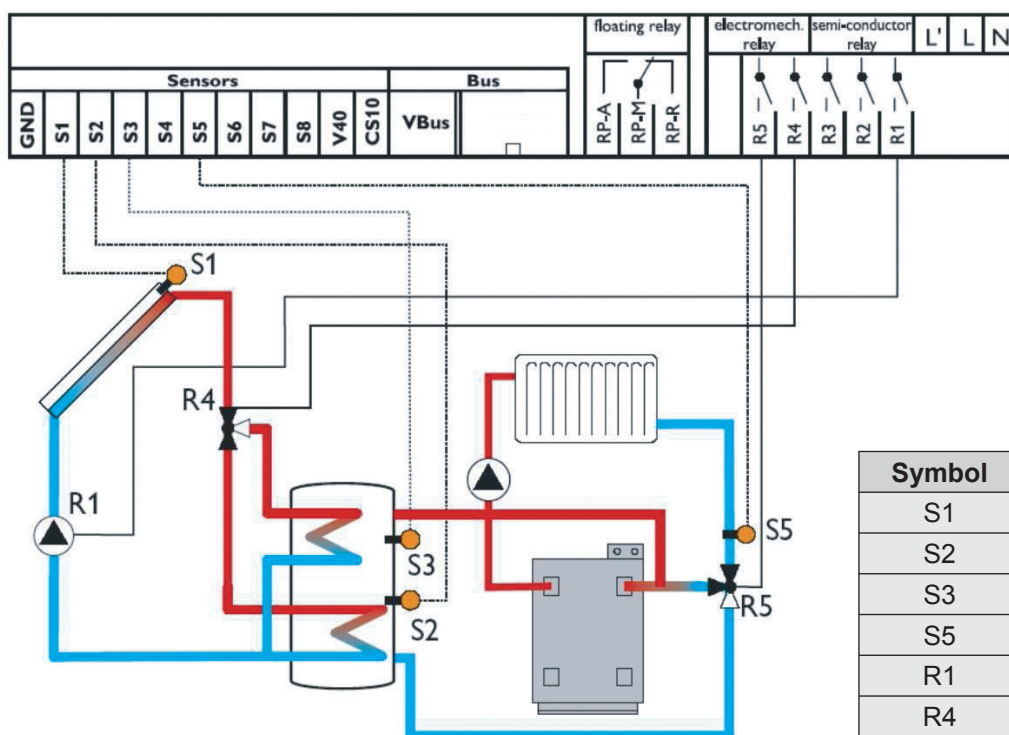 floating relay
electromech. relay
semi-conductor relay
L' L N
Sensors
Bus
GND S1 S2 S3 S4 S5 S6 S7 S8 V40 CS10
VBus
RP-A RP-M RP-R
R5 R4 R3 R2 R1
S1
R4
R1
S3
S2
S5
R5
Symbol
S1
S2
S3
S5
R1
R4